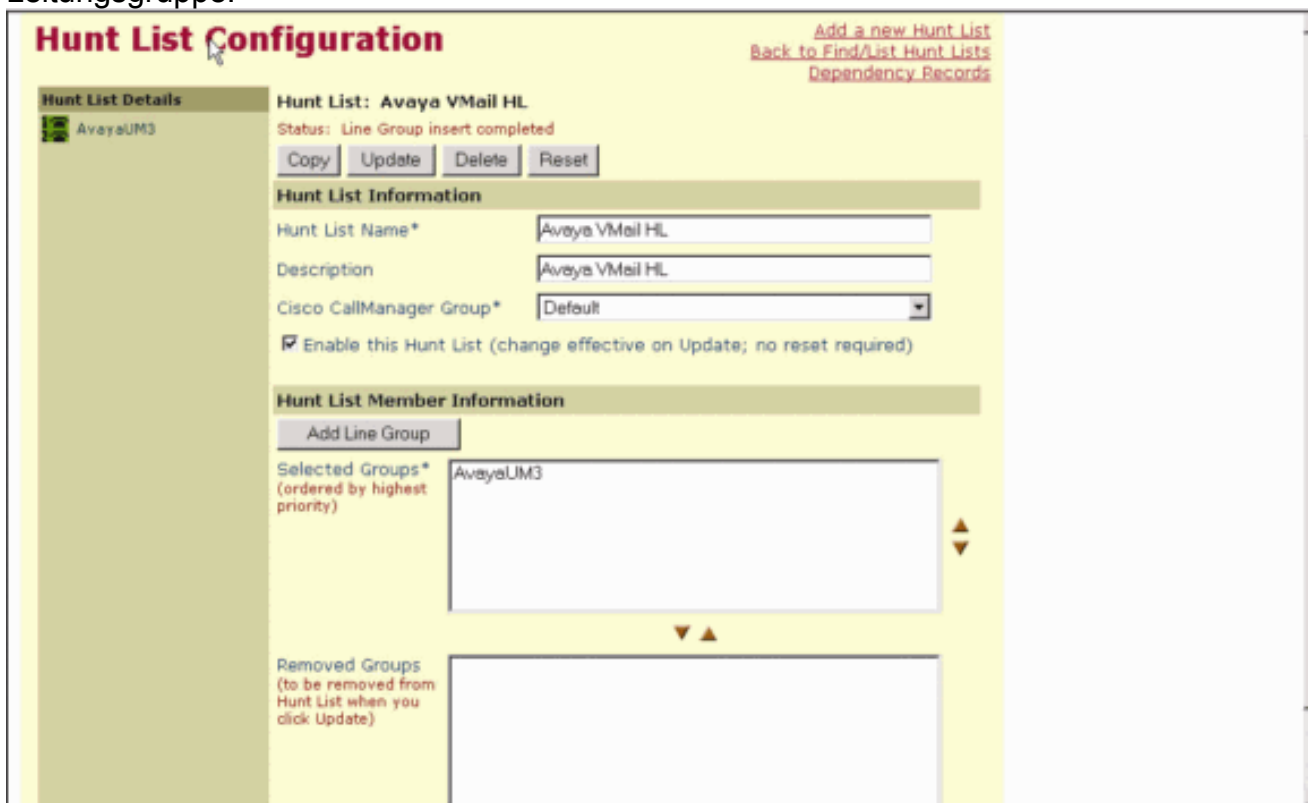 Leitungsgruppe.
Hunt List Configuration
Add a new Hunt List
Back to Find/List Hunt Lists
Dependency Records
Hunt List Details
AvayaUM3
Hunt List: Avaya VMail HL
Status: Line Group insert completed
Copy Update Delete Reset
Hunt List Information
Hunt List Name* Avaya VMail HL
Description Avaya VMail HL
Cisco CallManager Group* Default
Enable this Hunt List (change effective on Update; no reset required)
Hunt List Member Information
Add Line Group
Selected Groups* AvayaUM3
(ordered by highest
priority)
Removed Groups
(to be removed from
Hunt List when you
click Update)